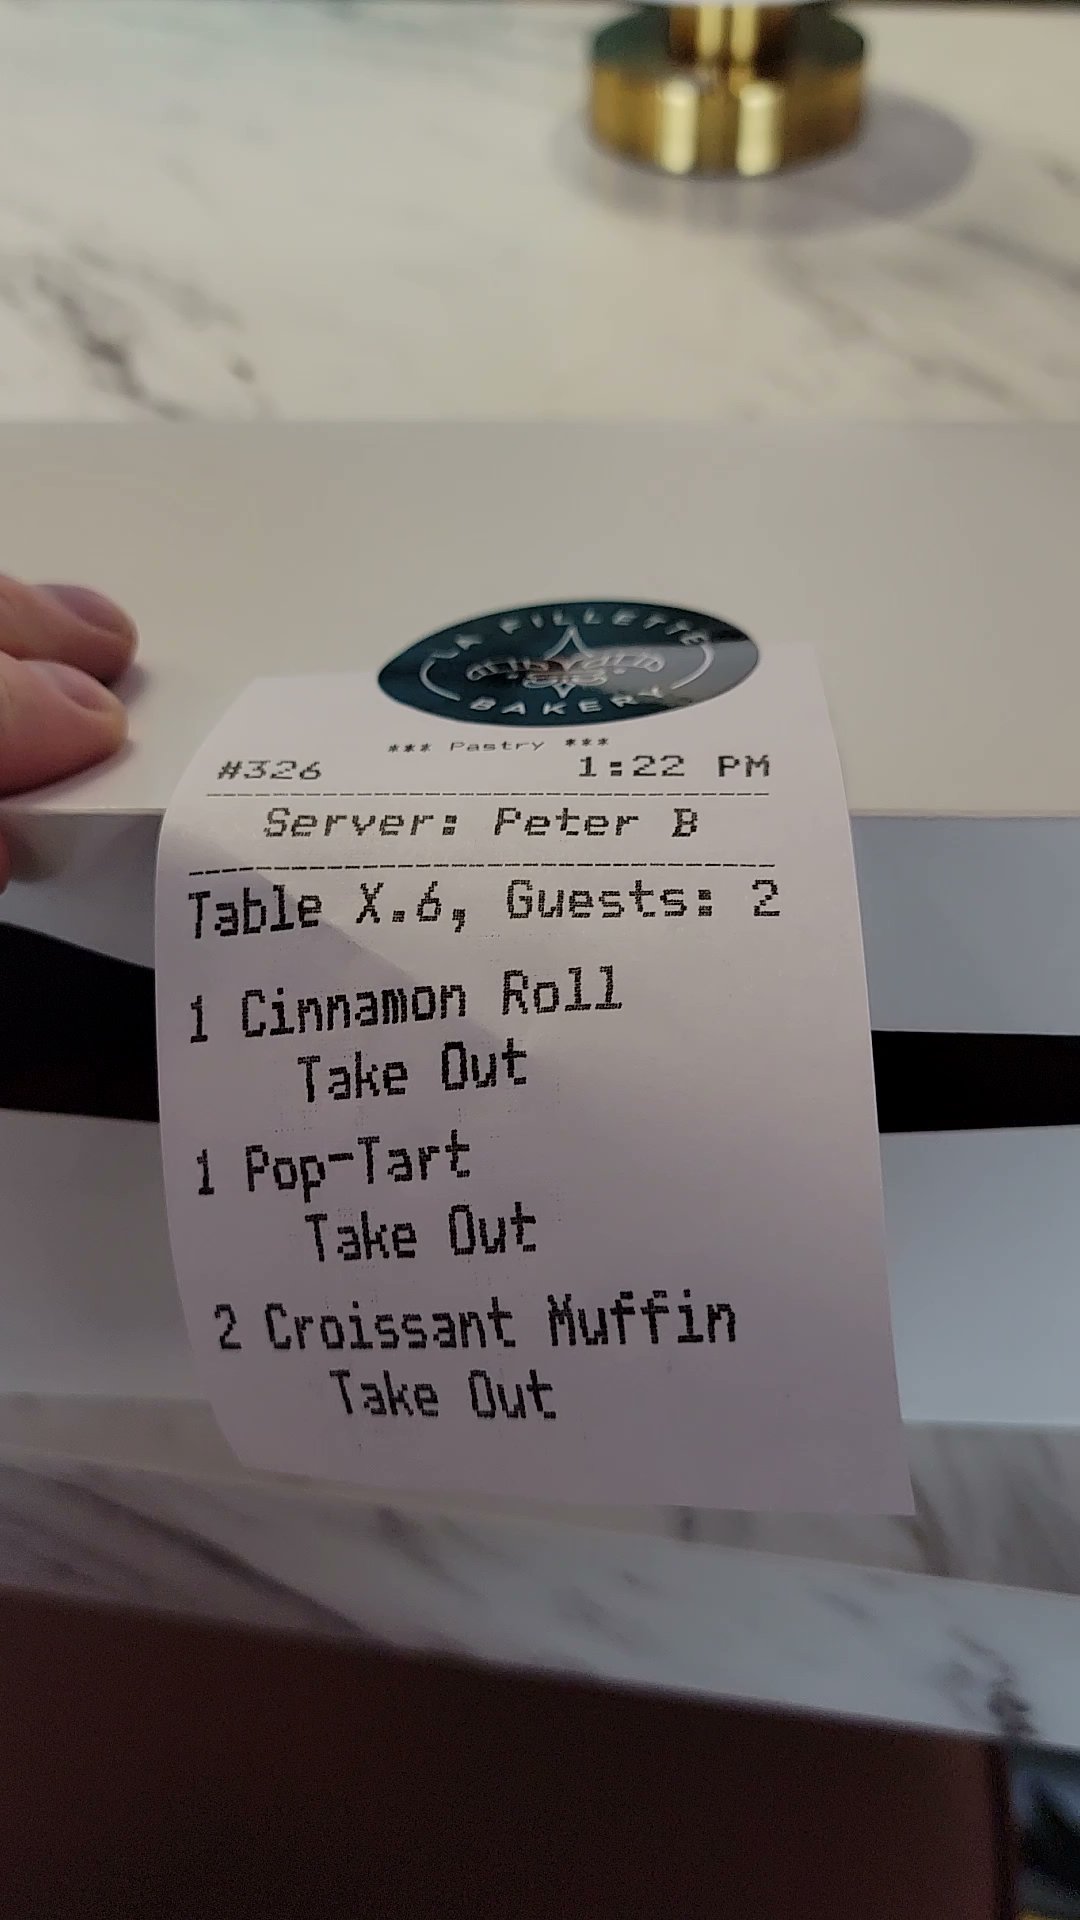 LA FILLETTE
BAKERY
*** Pastry ***
#326 1:22 PM
Server: Peter B
Table X.6, Guests: 2
1 Cinnamon Roll
Take Out
1 Pop-Tart
Take Out
2 Croissant Muffin
Take Out